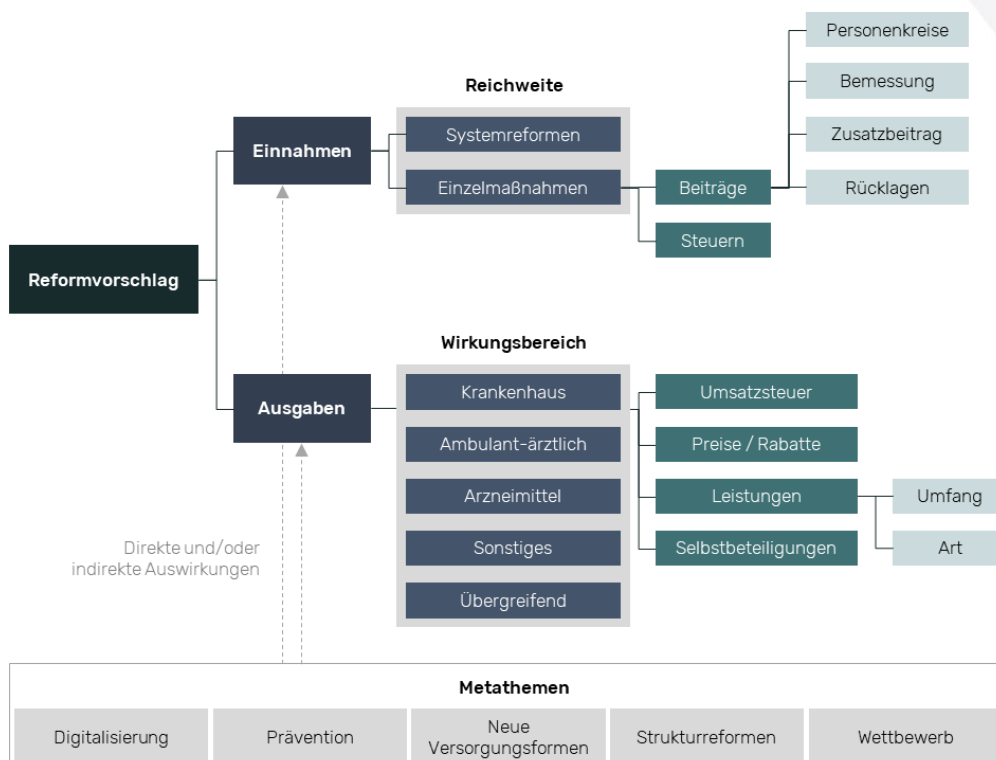 Personenkreise
Reichweite
Bemessung
Einnahmen
Systemreformen
Zusatzbeitrag
Einzelmaßnahmen
Beiträge
Rücklagen
Steuern
Reformvorschlag
Wirkungsbereich
Ausgaben
Krankenhaus
Umsatzsteuer
Ambulant-ärztlich
Preise / Rabatte
Arzneimittel
Leistungen
Umfang
Sonstiges
Selbstbeteiligungen
Art
Übergreifend
Direkte und/oder
indirekte Auswirkungen
Metathemen
Digitalisierung
Prävention
Neue
Versorgungsformen
Strukturreformen
Wettbewerb